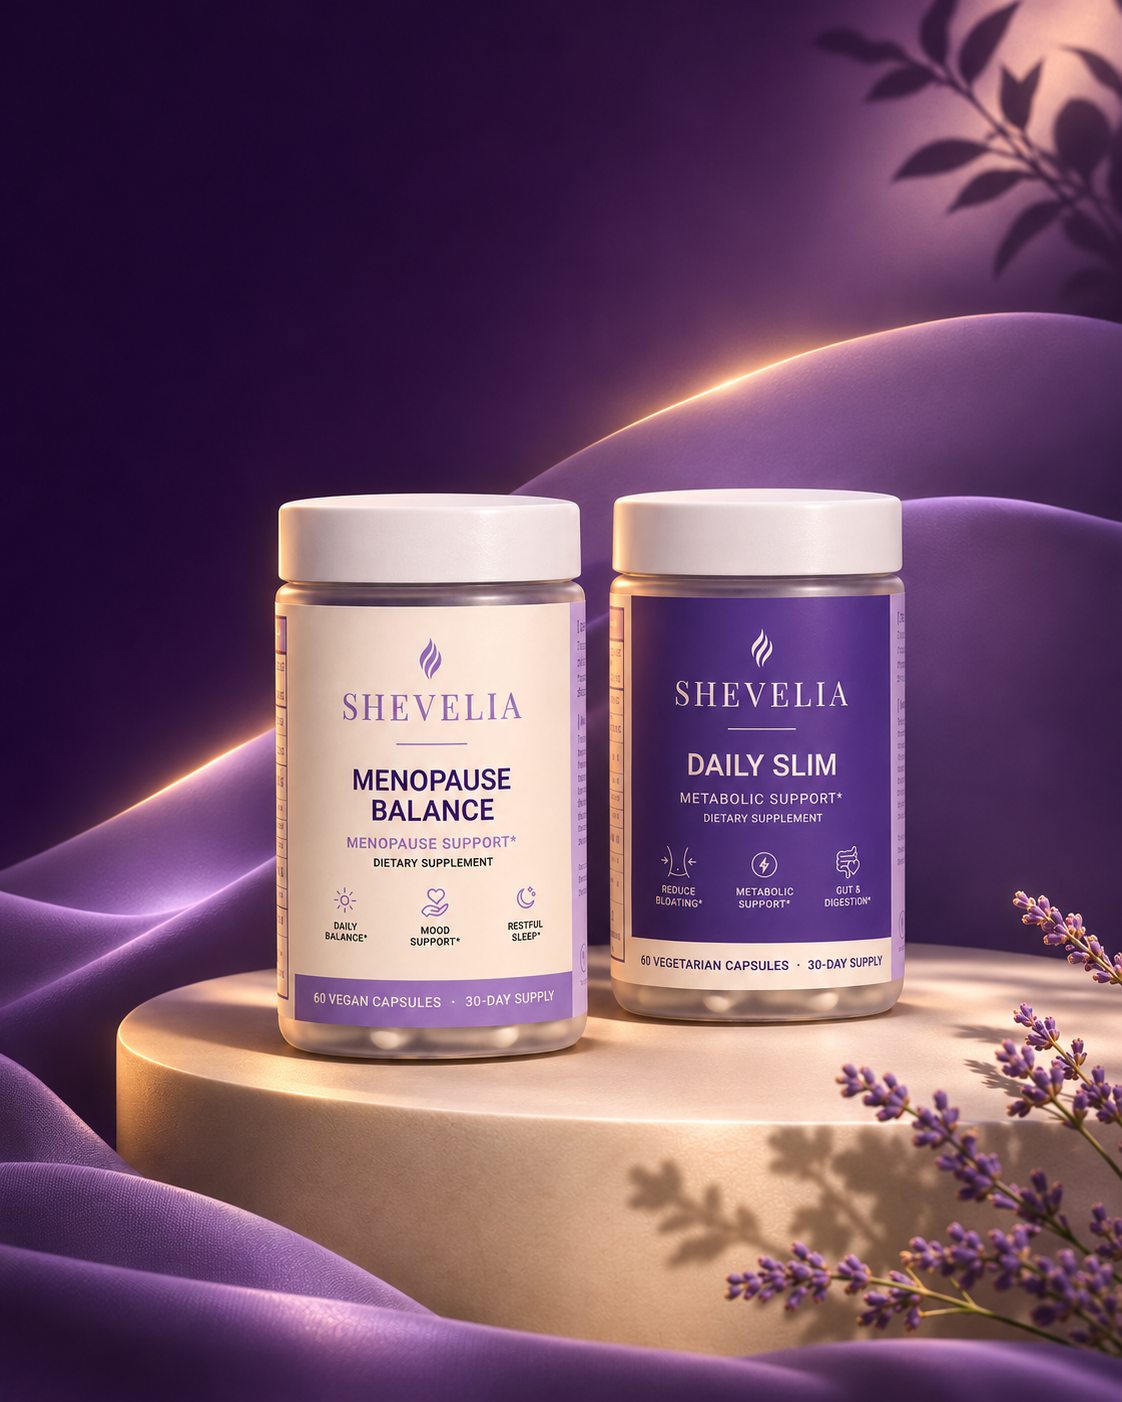 SHEVELIA
MENOPAUSE
BALANCE
MENOPAUSE SUPPORT*
DIETARY SUPPLEMENT
DAILY
BALANCE*
MOOD
SUPPORT*
RESTFUL
SLEEP*
60 VEGAN CAPSULES · 30-DAY SUPPLY
SHEVELIA
DAILY SLIM
METABOLIC SUPPORT*
DIETARY SUPPLEMENT
REDUCE
BLOATING*
METABOLIC
SUPPORT*
GUT &
DIGESTION*
60 VEGETARIAN CAPSULES · 30-DAY SUPPLY